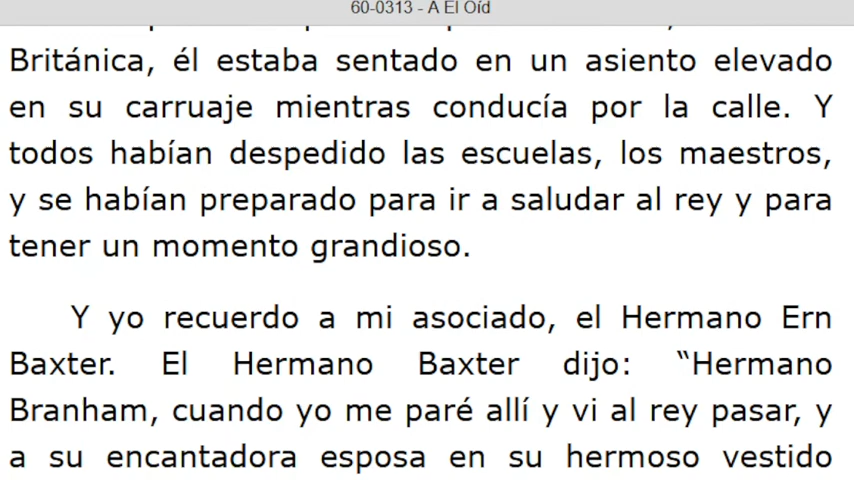 60-0313 - A El Oíd
Británica, él estaba sentado en un asiento elevado
en su carruaje mientras conducía por la calle. Y
todos habían despedido las escuelas, los maestros,
y se habían preparado para ir a saludar al rey y para
tener un momento grandioso.
Y yo recuerdo a mi asociado, el Hermano Ern
Baxter. El Hermano Baxter dijo: “Hermano
Branham, cuando yo me paré allí y vi al rey pasar, y
a su encantadora esposa en su hermoso vestido